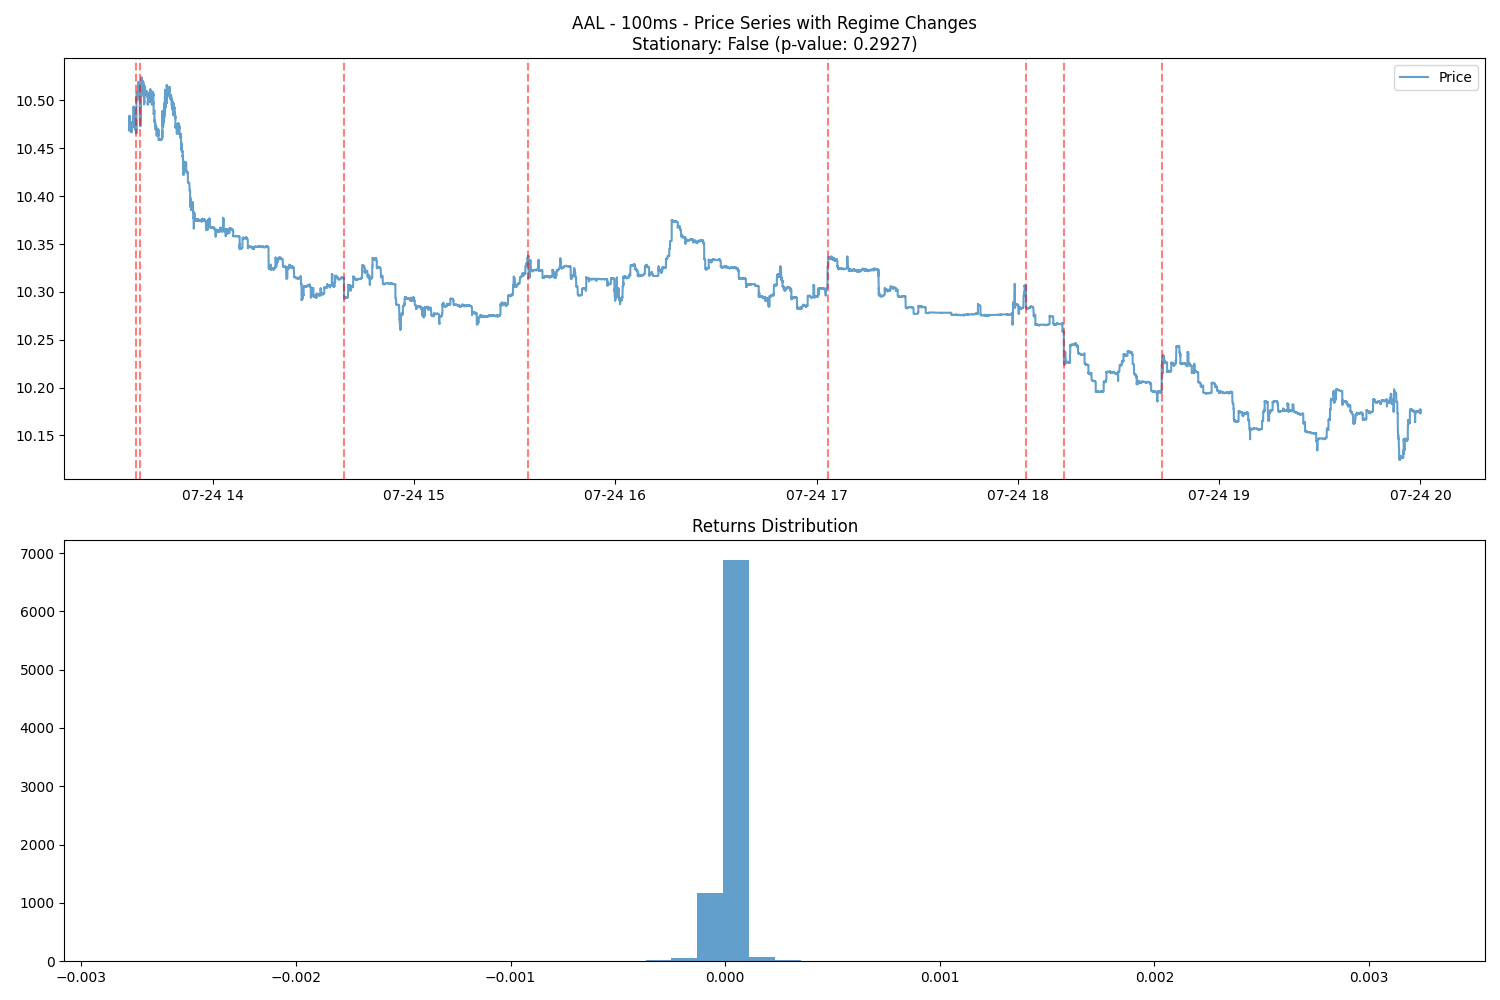 AAL - 100ms - Price Series with Regime Changes
Stationary: False (p-value: 0.2927)
Price
10.50
10.45
10.40
10.35
10.30
10.25
10.20
10.15
07-24 14 07-24 15 07-24 16 07-24 17 07-24 18 07-24 19 07-24 20
Returns Distribution
7000
6000
5000
4000
3000
2000
1000
0
−0.003 −0.002 −0.001 0.000 0.001 0.002 0.003